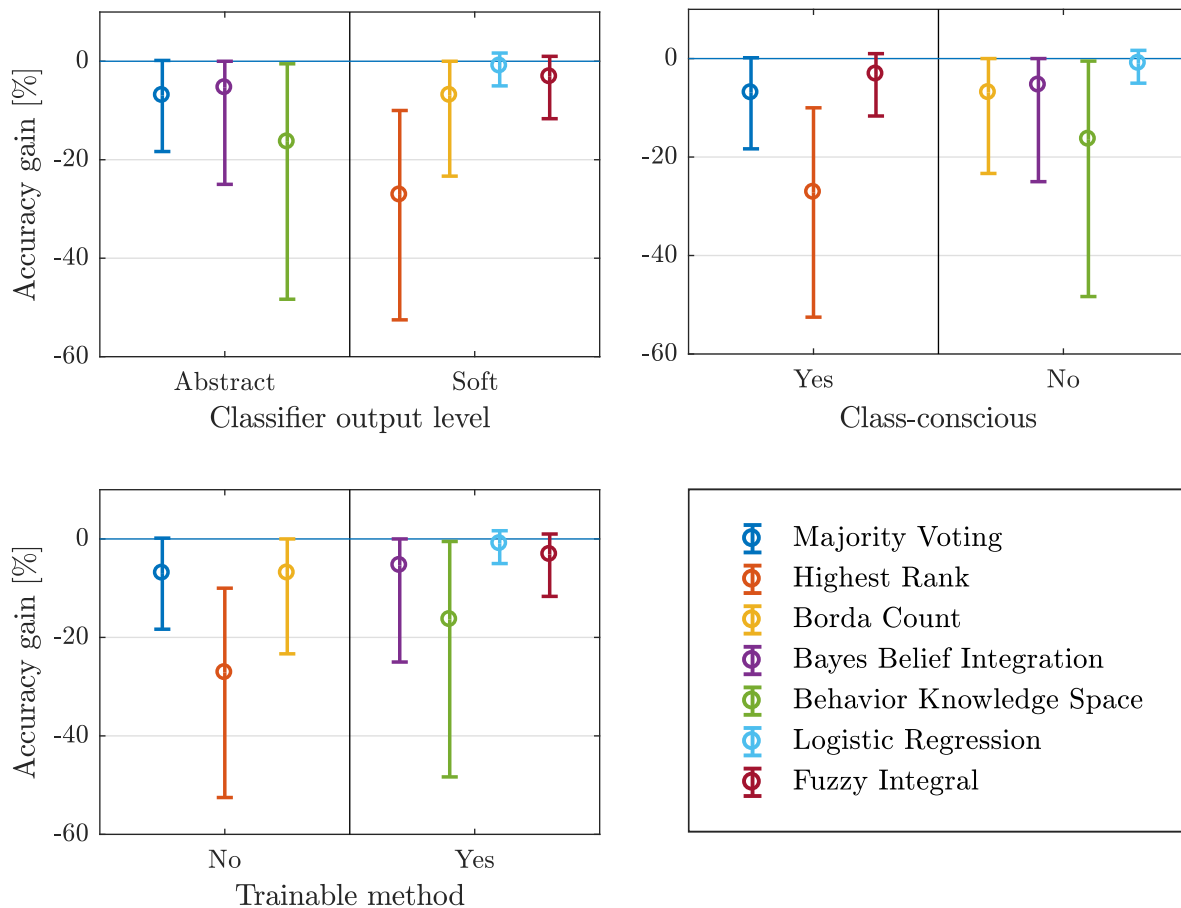 Accuracy gain [%]
0
-20
-40
-60
Abstract
Soft
Classifier output level
0
-20
-40
-60
Yes
No
Class-conscious
Accuracy gain [%]
0
-20
-40
-60
No
Yes
Trainable method
Majority Voting
Highest Rank
Borda Count
Bayes Belief Integration
Behavior Knowledge Space
Logistic Regression
Fuzzy Integral